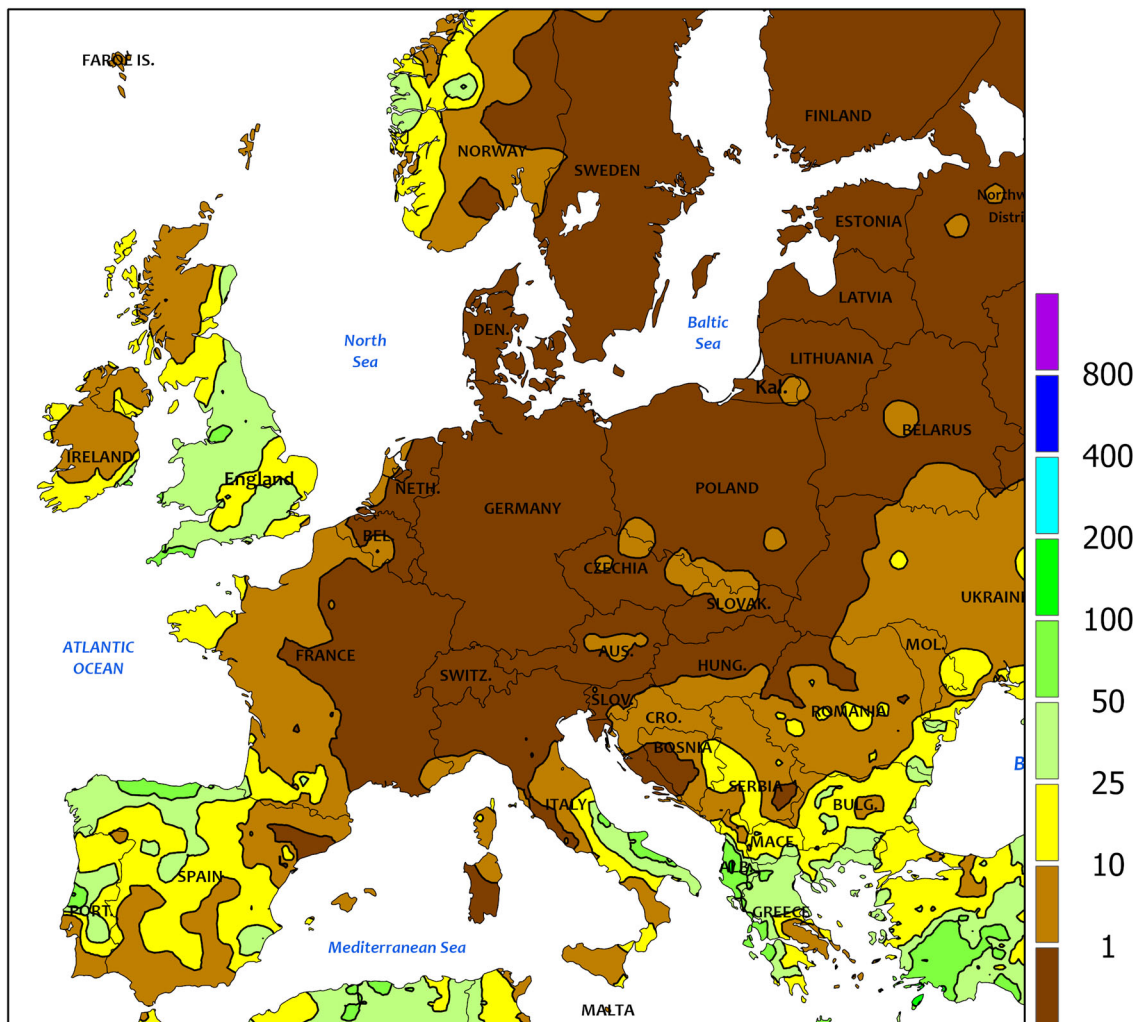 FAROE IS.
FINLAND
NORWAY
SWEDEN
ESTONIA
LATVIA
North
Sea
DEN.
Baltic
Sea
LITHUANIA
Kal.
BELARUS
IRELAND
England
NETH.
GERMANY
POLAND
BEL.
CZECHIA
SLOVAK.
ATLANTIC
OCEAN
FRANCE
AUS.
HUNG.
MOL.
SWITZ.
SLOV.
CRO.
ROMANIA
BOSNIA
SERBIA
ITALY
BULG.
B
MACE.
SPAIN
PORT.
GREECE
Mediterranean Sea
MALTA
800
400
200
100
50
25
10
1